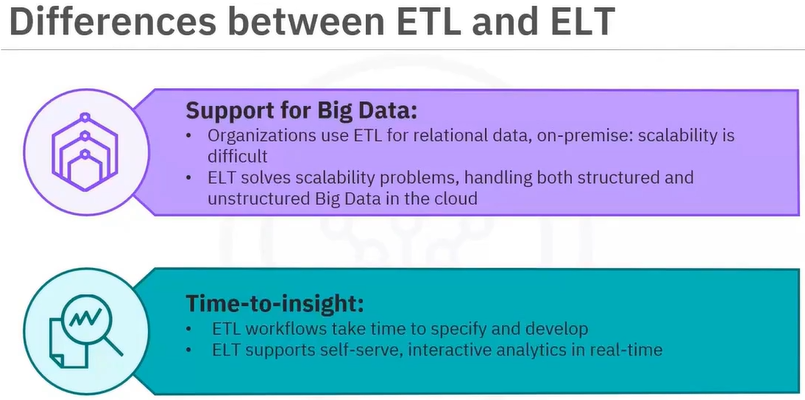 Differences between ETL and ELT
Support for Big Data:
• Organizations use ETL for relational data, on-premise: scalability is
difficult
• ELT solves scalability problems, handling both structured and
unstructured Big Data in the cloud
Time-to-insight:
• ETL workflows take time to specify and develop
• ELT supports self-serve, interactive analytics in real-time